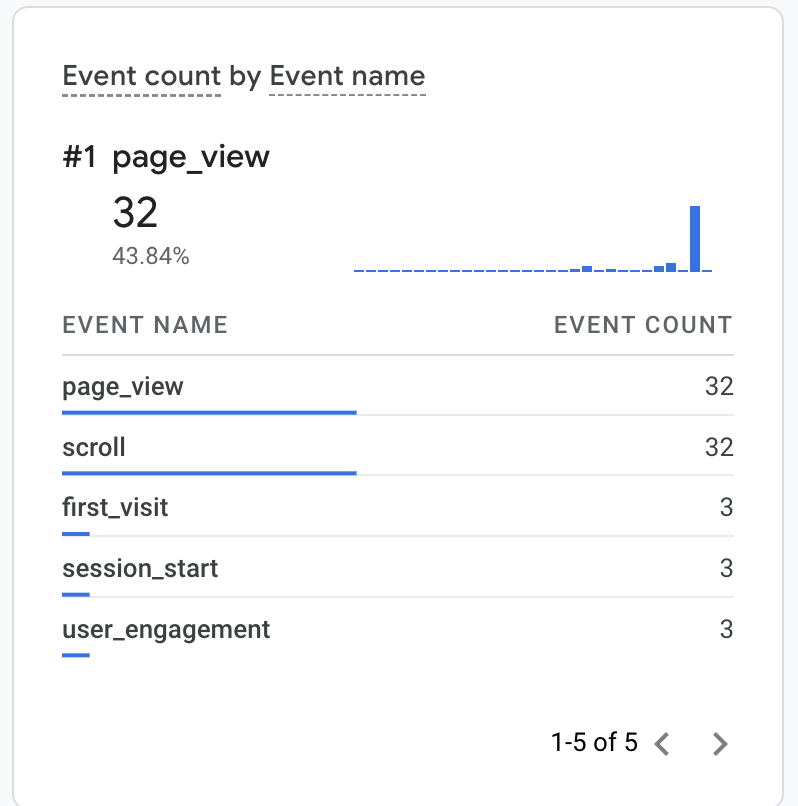 Event count by Event name
#1 page_view
32
43.84%
EVENT NAME EVENT COUNT
page_view 32
scroll 32
first_visit 3
session_start 3
user_engagement 3
1-5 of 5